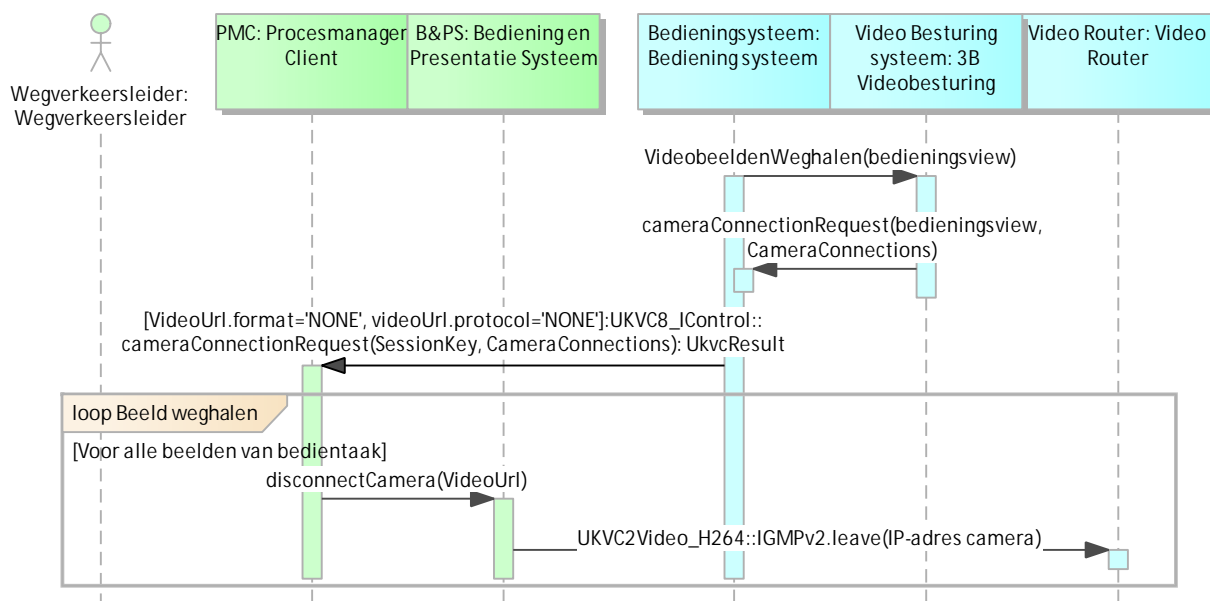 PMC: Procesmanager
Client
B&PS: Bediening en
Presentatie Systeem
Bedieningsysteem:
Bediening systeem
Video Besturing
systeem: 3B
Videobesturing
Video Router: Video
Router
Wegverkeersleider:
Wegverkeersleider
VideobeeldenWeghalen(bedieningsview)
cameraConnectionRequest(bedieningsview,
CameraConnections)
[VideoUrl.format='NONE', videoUrl.protocol='NONE']:UKVC8_IControl::
cameraConnectionRequest(SessionKey, CameraConnections): UkvcResult
loop Beeld weghalen
[Voor alle beelden van bedientaak]
disconnectCamera(VideoUrl)
UKVC2Video_H264::IGMPv2.leave(IP-adres camera)